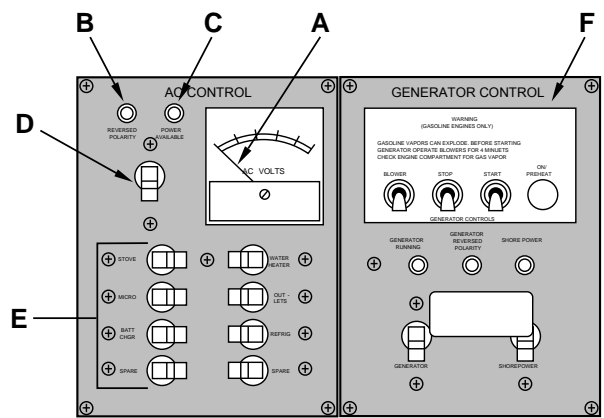 B
C
A
F
AC CONTROL
GENERATOR CONTROL
REVERSED
POLARITY
POWER
AVAILABLE
D
AC VOLTS
WARNING
(GASOLINE ENGINES ONLY)
GASOLINE VAPORS CAN EXPLODE. BEFORE STARTING
GENERATOR OPERATE BLOWERS FOR 4 MINUETS
CHECK ENGINE COMPARTMENT FOR GAS VAPOR
BLOWER
STOP
START
ON/
PREHEAT
GENERATOR CONTROLS
E
STOVE
WATER
HEATER
MICRO
OUT -
LETS
BATT
CHGR
REFRIG
SPARE
SPARE
GENERATOR
RUNNING
GENERATOR
REVERSED
POLARITY
SHORE POWER
GENERATOR
SHOREPOWER